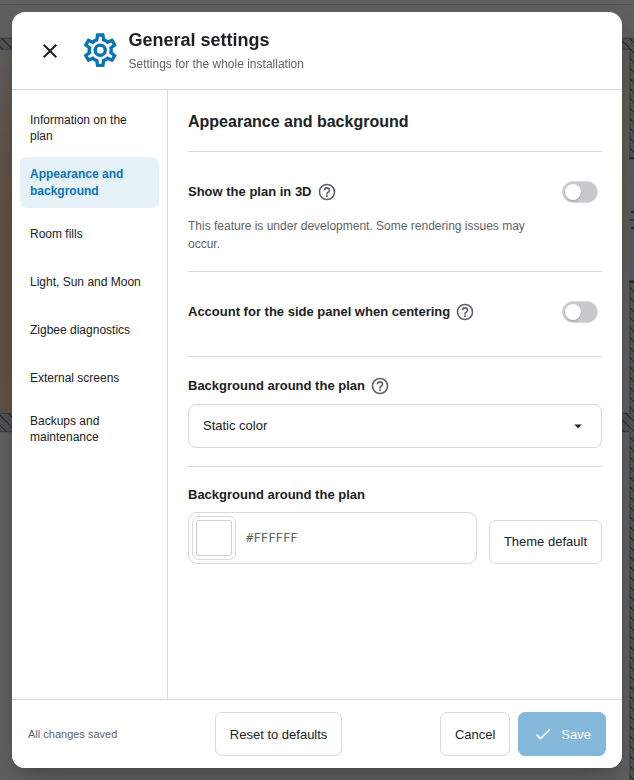 General settings
Settings for the whole installation
Information on the
plan
Appearance and
background
Room fills
Light, Sun and Moon
Zigbee diagnostics
External screens
Backups and
maintenance
Appearance and background
Show the plan in 3D
This feature is under development. Some rendering issues may
occur.
Account for the side panel when centering
Background around the plan
Static color
Background around the plan
#FFFFFF
Theme default
All changes saved
Reset to defaults
Cancel
Save